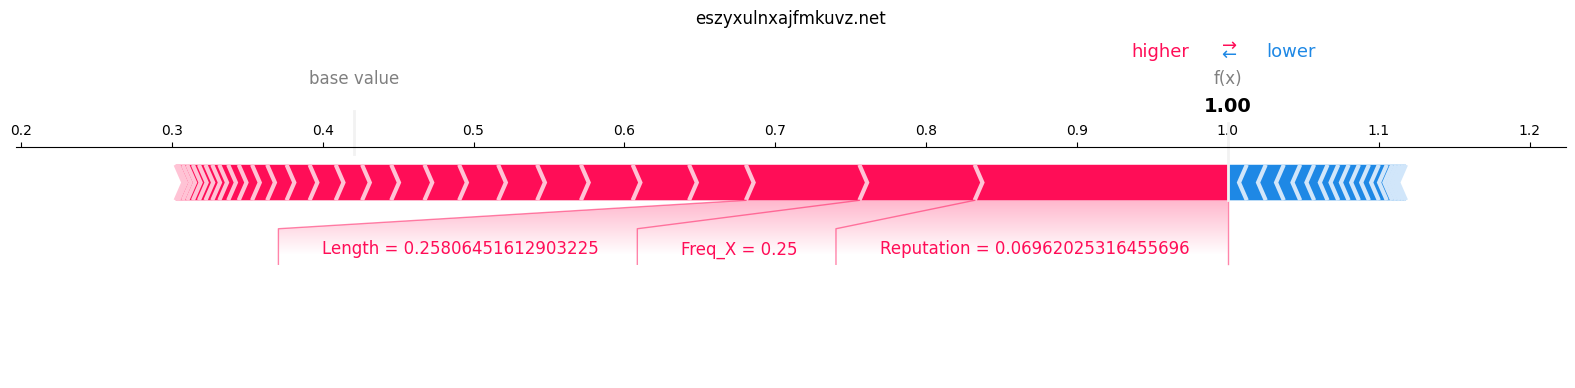 eszyxulnxajfmkuvz.net
higher ⇄ lower
base value f(x)
1.00
0.2 0.3 0.4 0.5 0.6 0.7 0.8 0.9 1.0 1.1 1.2
Length = 0.25806451612903225 Freq_X = 0.25 Reputation = 0.06962025316455696